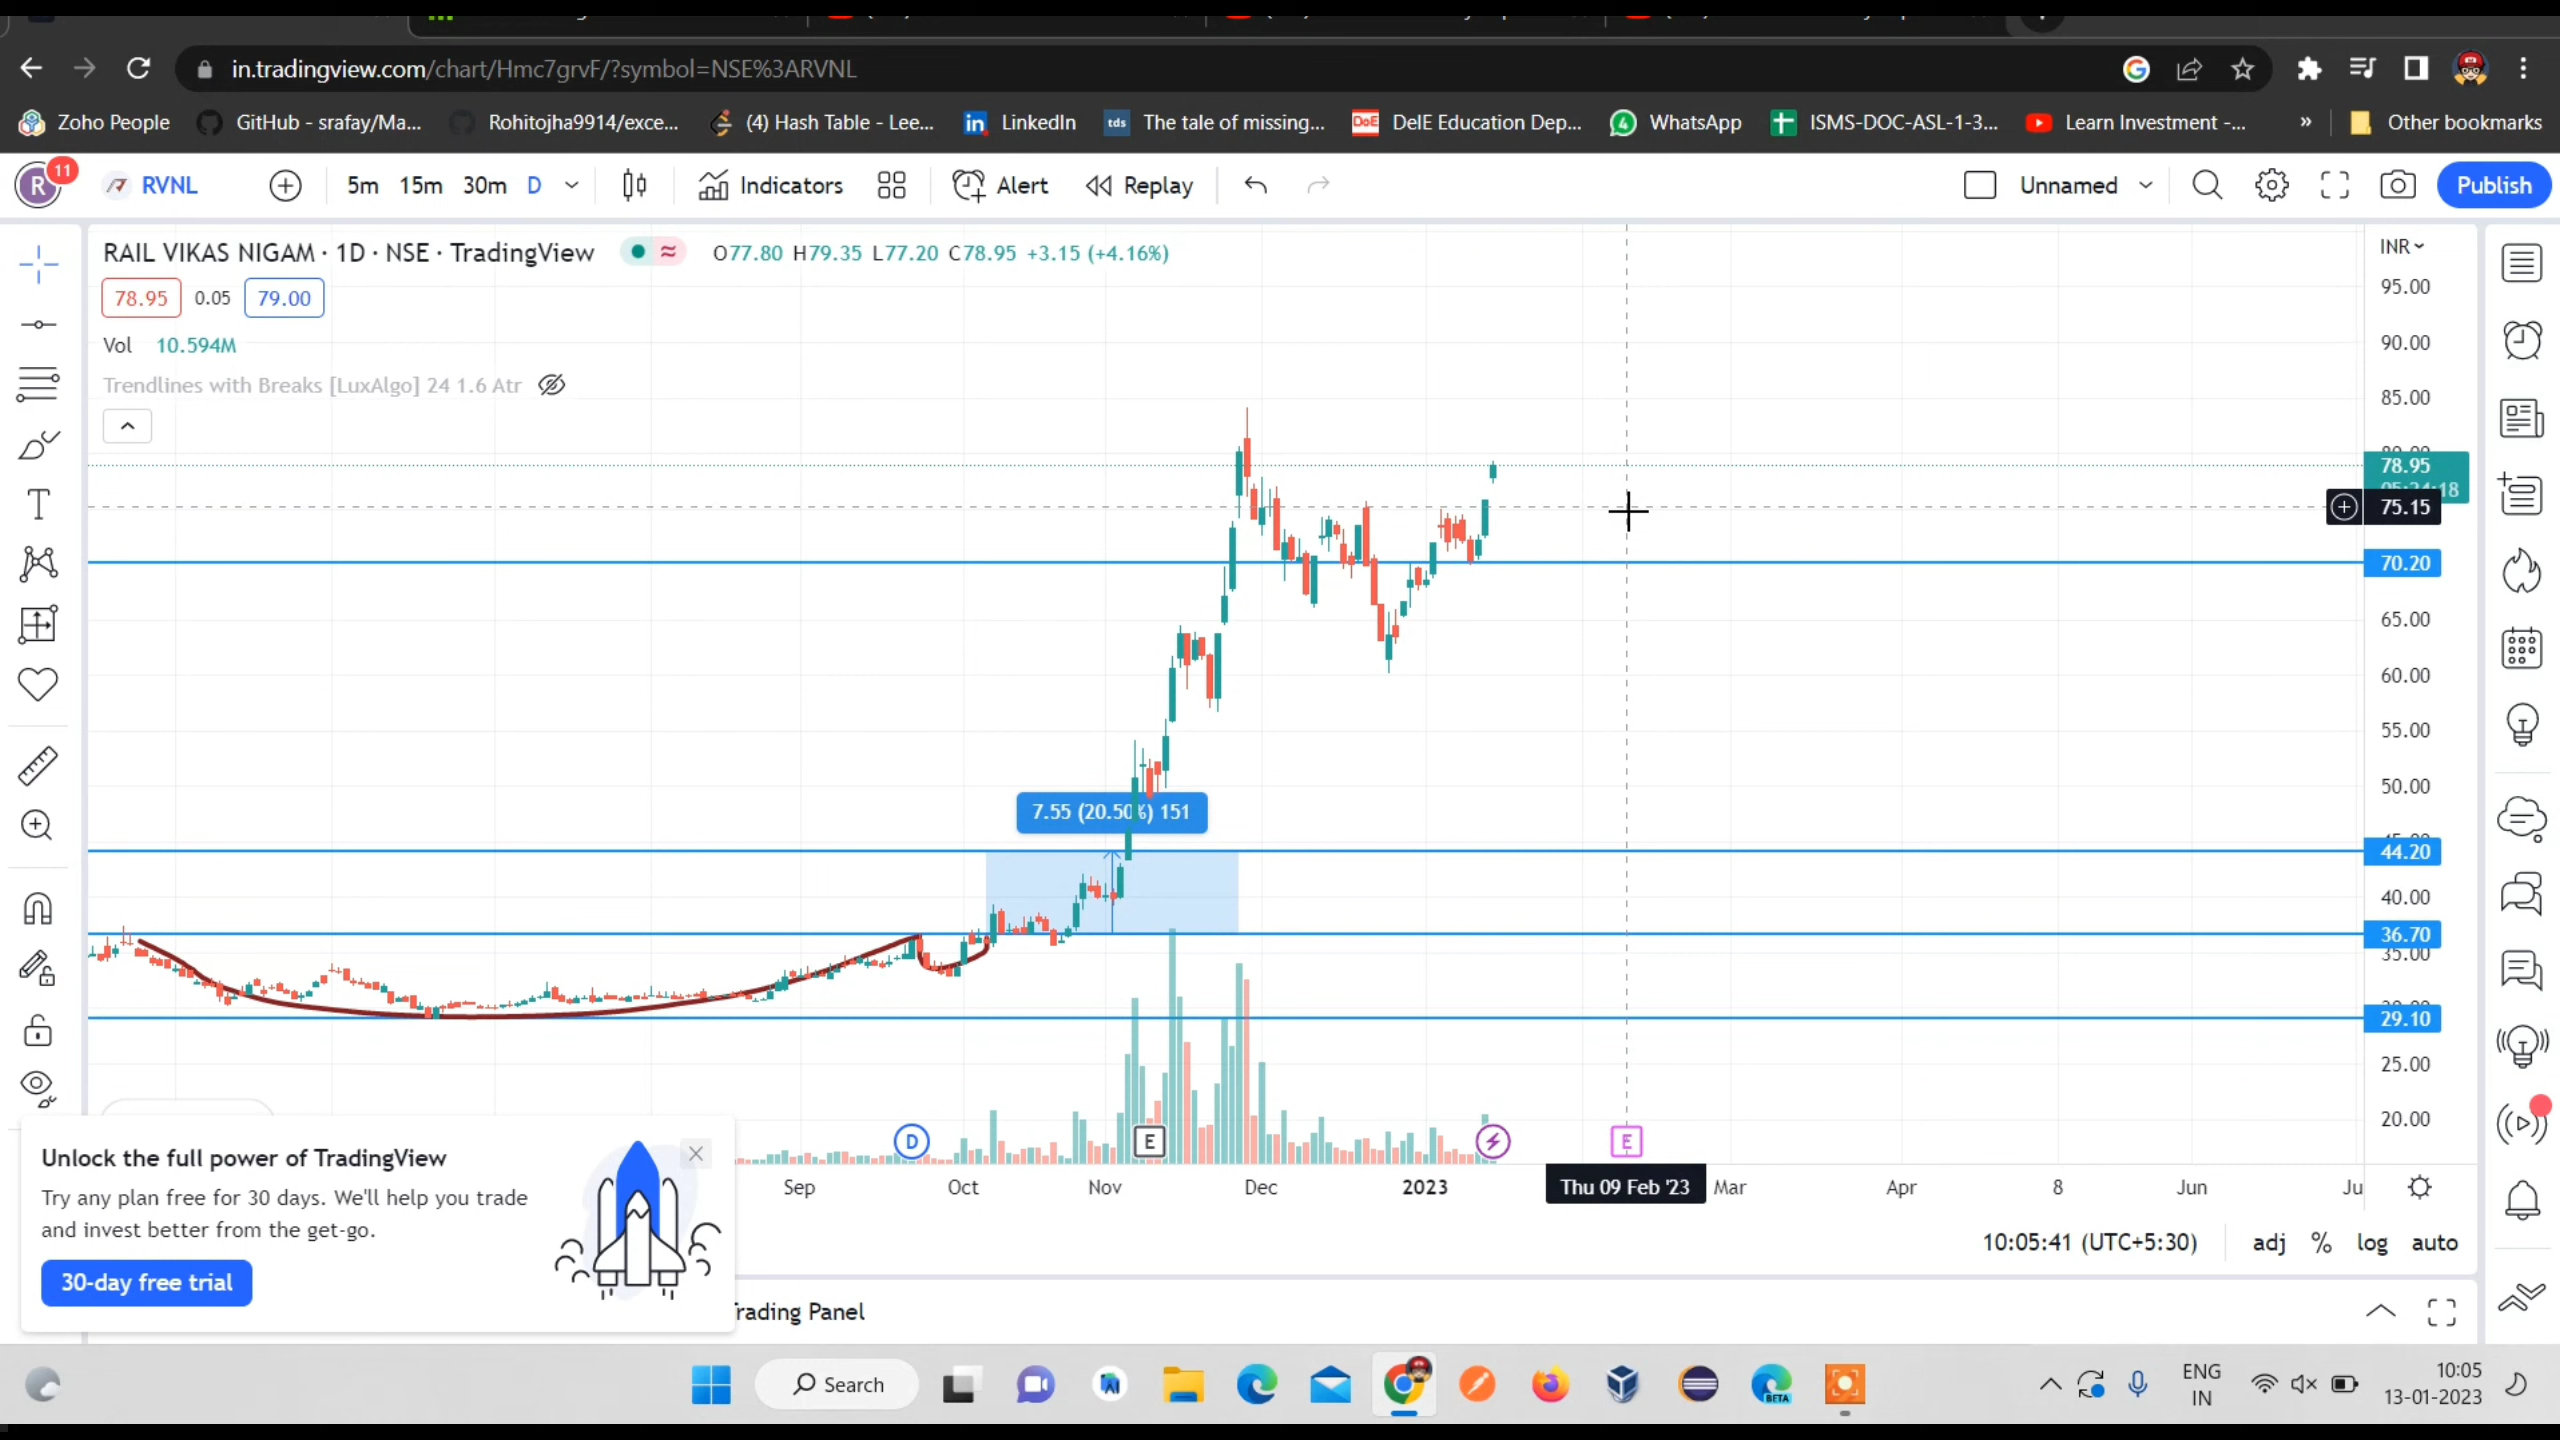 in.tradingview.com/chart/Hmc7grvF/?symbol=NSE%3ARVNL
Zoho People GitHub - srafay/Ma... Rohitojha9914/exce... (4) Hash Table - Lee... LinkedIn tds The tale of missing... DoE DelE Education Dep... 4 WhatsApp ISMS-DOC-ASL-1-3... Learn Investment -... » Other bookmarks
R 11 RVNL 5m 15m 30m D Indicators Alert Replay Unnamed Publish
RAIL VIKAS NIGAM · 1D · NSE · TradingView O77.80 H79.35 L77.20 C78.95 +3.15 (+4.16%)
INR
78.95 0.05 79.00
95.00
Vol 10.594M
90.00
Trendlines with Breaks [LuxAlgo] 24 1.6 Atr
85.00
78.95
75.15
70.20
65.00
60.00
55.00
50.00
7.55 (20.50%) 151
44.20
40.00
36.70
35.00
29.10
25.00
20.00
D E E
Sep Oct Nov Dec 2023 Thu 09 Feb '23 Mar Apr 8 Jun Ju
Unlock the full power of TradingView
Try any plan free for 30 days. We'll help you trade
and invest better from the get-go.
30-day free trial
10:05:41 (UTC+5:30) adj % log auto
Trading Panel
Search
BETA
ENG
IN
10:05
13-01-2023